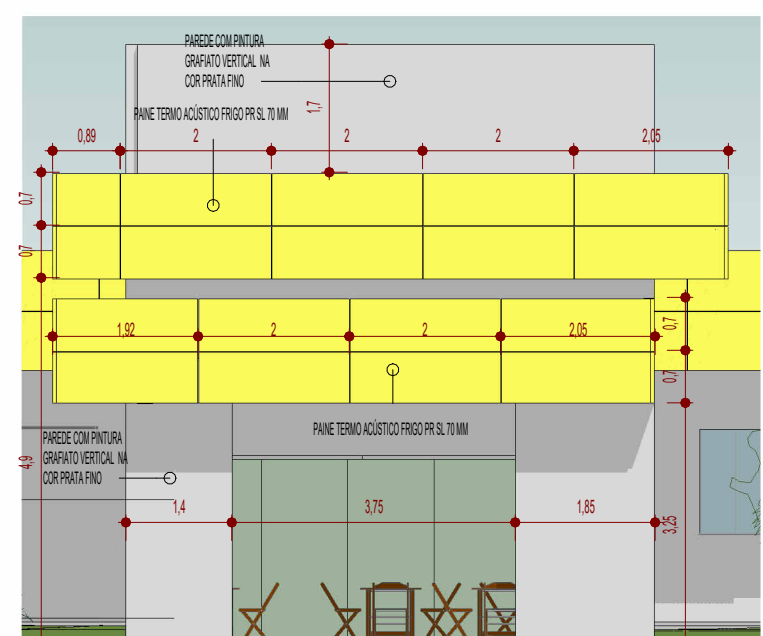 PAREDE COM PINTURA
GRAFIATO VERTICAL NA
COR PRATA FINO
1,7
PAINE TERMO ACÚSTICO FRIGO PR SL 70 MM
0,89
2
2
2
2,05
0,7
0,7
1,92
2
2
2,05
0,7
0,7
PAINE TERMO ACÚSTICO FRIGO PR SL 70 MM
PAREDE COM PINTURA
GRAFIATO VERTICAL NA
COR PRATA FINO
4,9
1,4
3,75
1,85
3,25